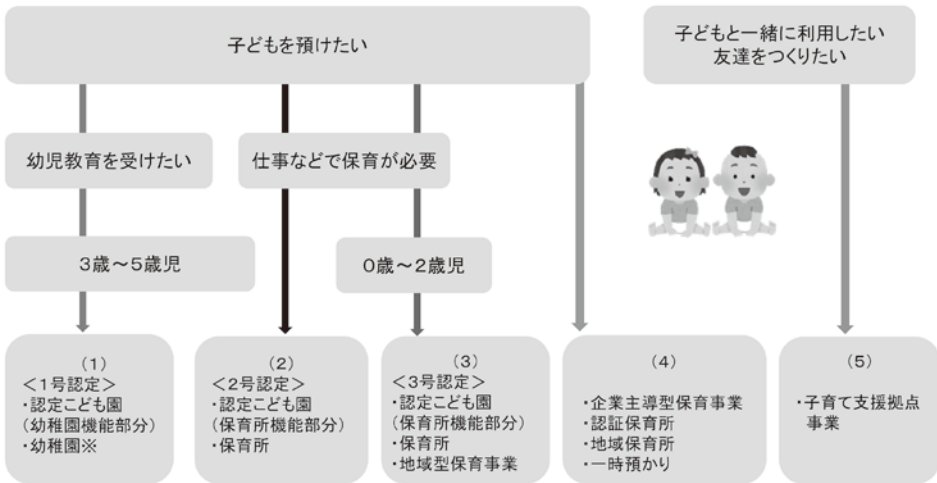 子どもを預けたい
子どもと一緒に利用したい
友達をつくりたい
幼児教育を受けたい
仕事などで保育が必要
3歳～5歳児
0歳～2歳児
(1)
＜1号認定＞
・認定こども園
(幼稚園機能部分)
・幼稚園※
(2)
＜2号認定＞
・認定こども園
(保育所機能部分)
・保育所
(3)
＜3号認定＞
・認定こども園
(保育所機能部分)
・保育所
・地域型保育事業
(4)
・企業主導型保育事業
・認証保育所
・地域保育所
・一時預かり
(5)
・子育て支援拠点
事業